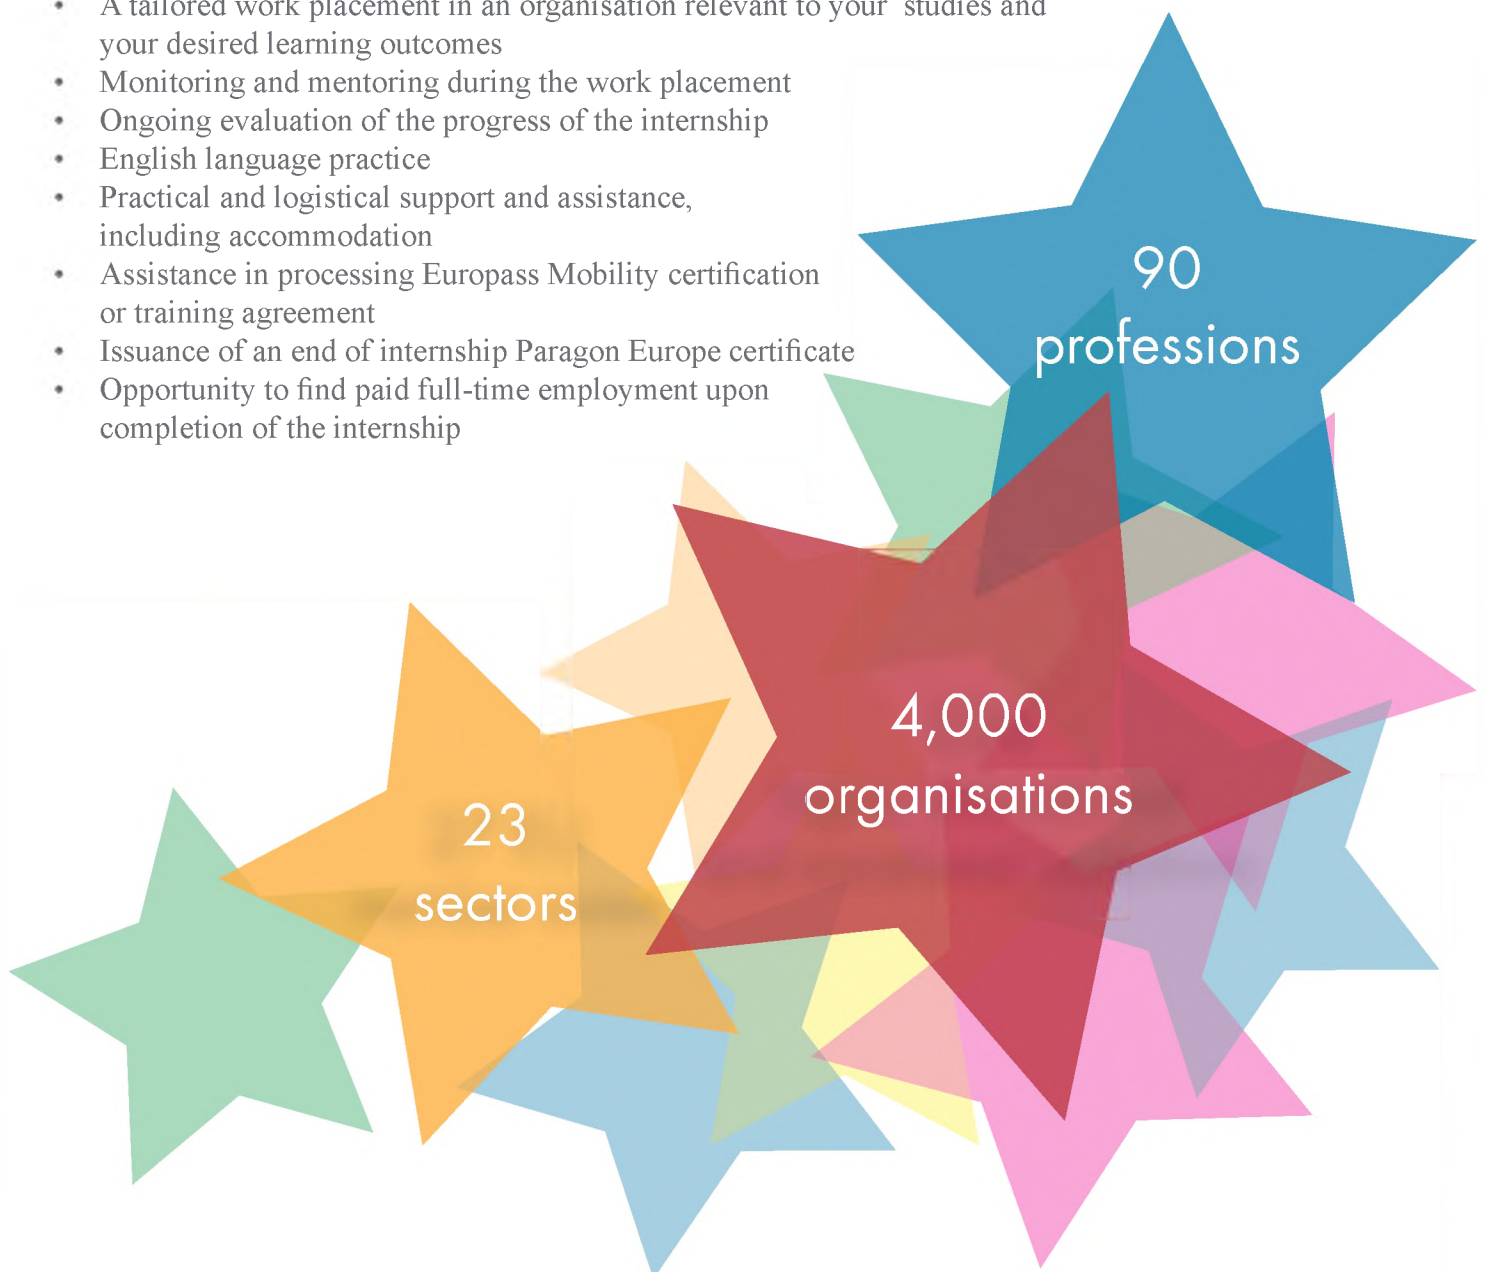 • A tailored work placement in an organisation relevant to your studies and
your desired learning outcomes
• Monitoring and mentoring during the work placement
• Ongoing evaluation of the progress of the internship
• English language practice
• Practical and logistical support and assistance,
including accommodation
• Assistance in processing Europass Mobility certification
or training agreement
• Issuance of an end of internship Paragon Europe certificate
• Opportunity to find paid full-time employment upon
completion of the internship
90
professions
4,000
organisations
23
sectors